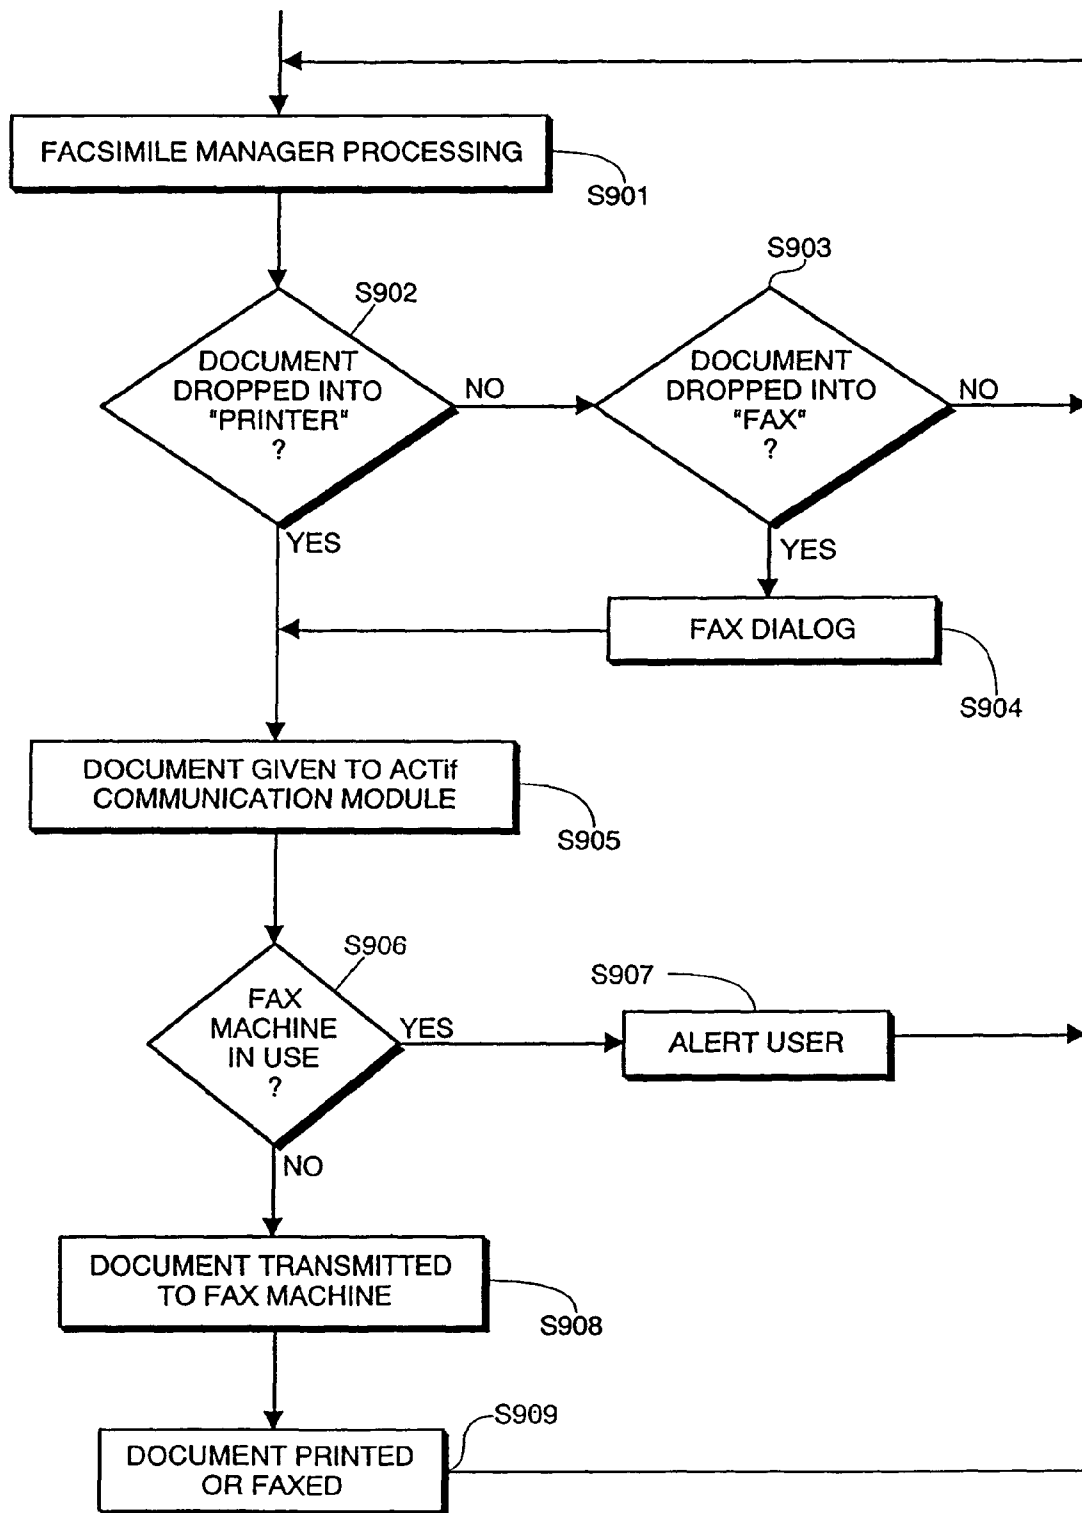 FACSIMILE MANAGER PROCESSING
S901
S902
DOCUMENT
DROPPED INTO
"PRINTER"
?
NO
YES
S903
DOCUMENT
DROPPED INTO
"FAX"
?
NO
YES
FAX DIALOG
S904
DOCUMENT GIVEN TO ACTif
COMMUNICATION MODULE
S905
S906
FAX
MACHINE
IN USE
?
YES
NO
S907
ALERT USER
DOCUMENT TRANSMITTED
TO FAX MACHINE
S908
S909
DOCUMENT PRINTED
OR FAXED